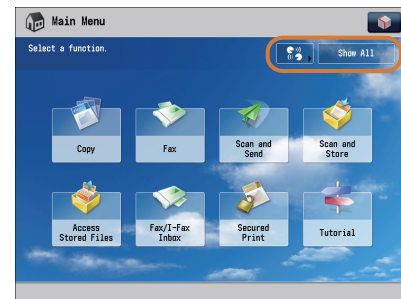 Main Menu
Select a function.
Show All
Copy
Fax
Scan and
Send
Scan and
Store
Access
Stored Files
Fax/I-Fax
Inbox
Secured
Print
Tutorial